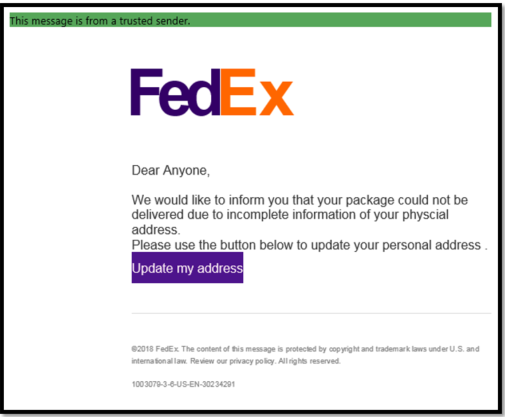 This message is from a trusted sender.
FedEx
Dear Anyone,
We would like to inform you that your package could not be
delivered due to incomplete information of your physcial
address.
Please use the button below to update your personal address .
Update my address
©2018 FedEx. The content of this message is protected by copyright and trademark laws under U.S. and
international law. Review our privacy policy. All rights reserved.
1003079-3-6-US-EN-30234291